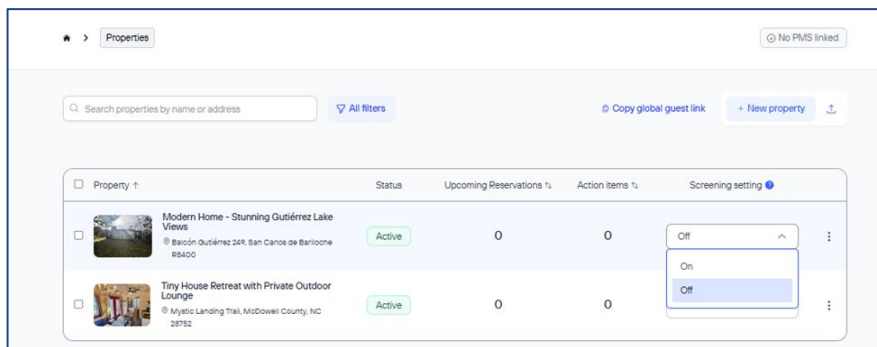 Properties
No PMS linked
Search properties by name or address
All filters
Copy global guest link
+ New property
Property
Status
Upcoming Reservations
Action items
Screening setting
Modern Home - Stunning Gutiérrez Lake
Views
Balcón Gutiérrez 249, San Carlos de Bariloche
R8400
Active
0
0
Off
On
Off
Tiny House Retreat with Private Outdoor
Lounge
Mystic Landing Trail, McDowell County, NC
28752
Active
0
0